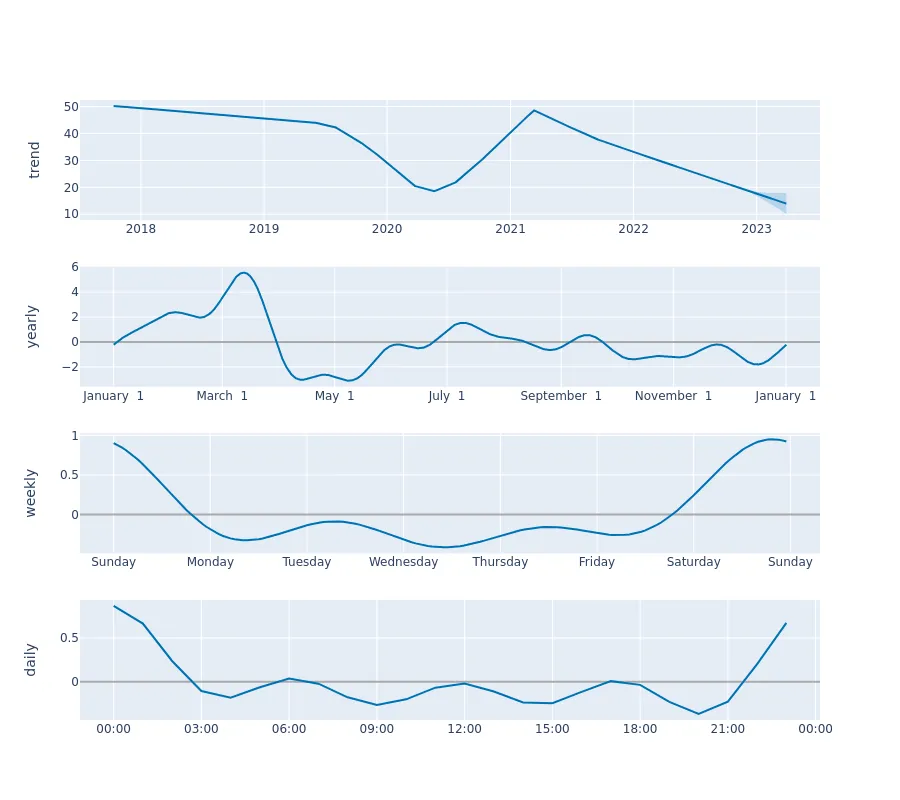 trend
50
40
30
20
10
2018 2019 2020 2021 2022 2023
yearly
6
4
2
0
−2
January 1 March 1 May 1 July 1 September 1 November 1 January 1
weekly
1
0.5
0
Sunday Monday Tuesday Wednesday Thursday Friday Saturday Sunday
daily
0.5
0
00:00 03:00 06:00 09:00 12:00 15:00 18:00 21:00 00:00